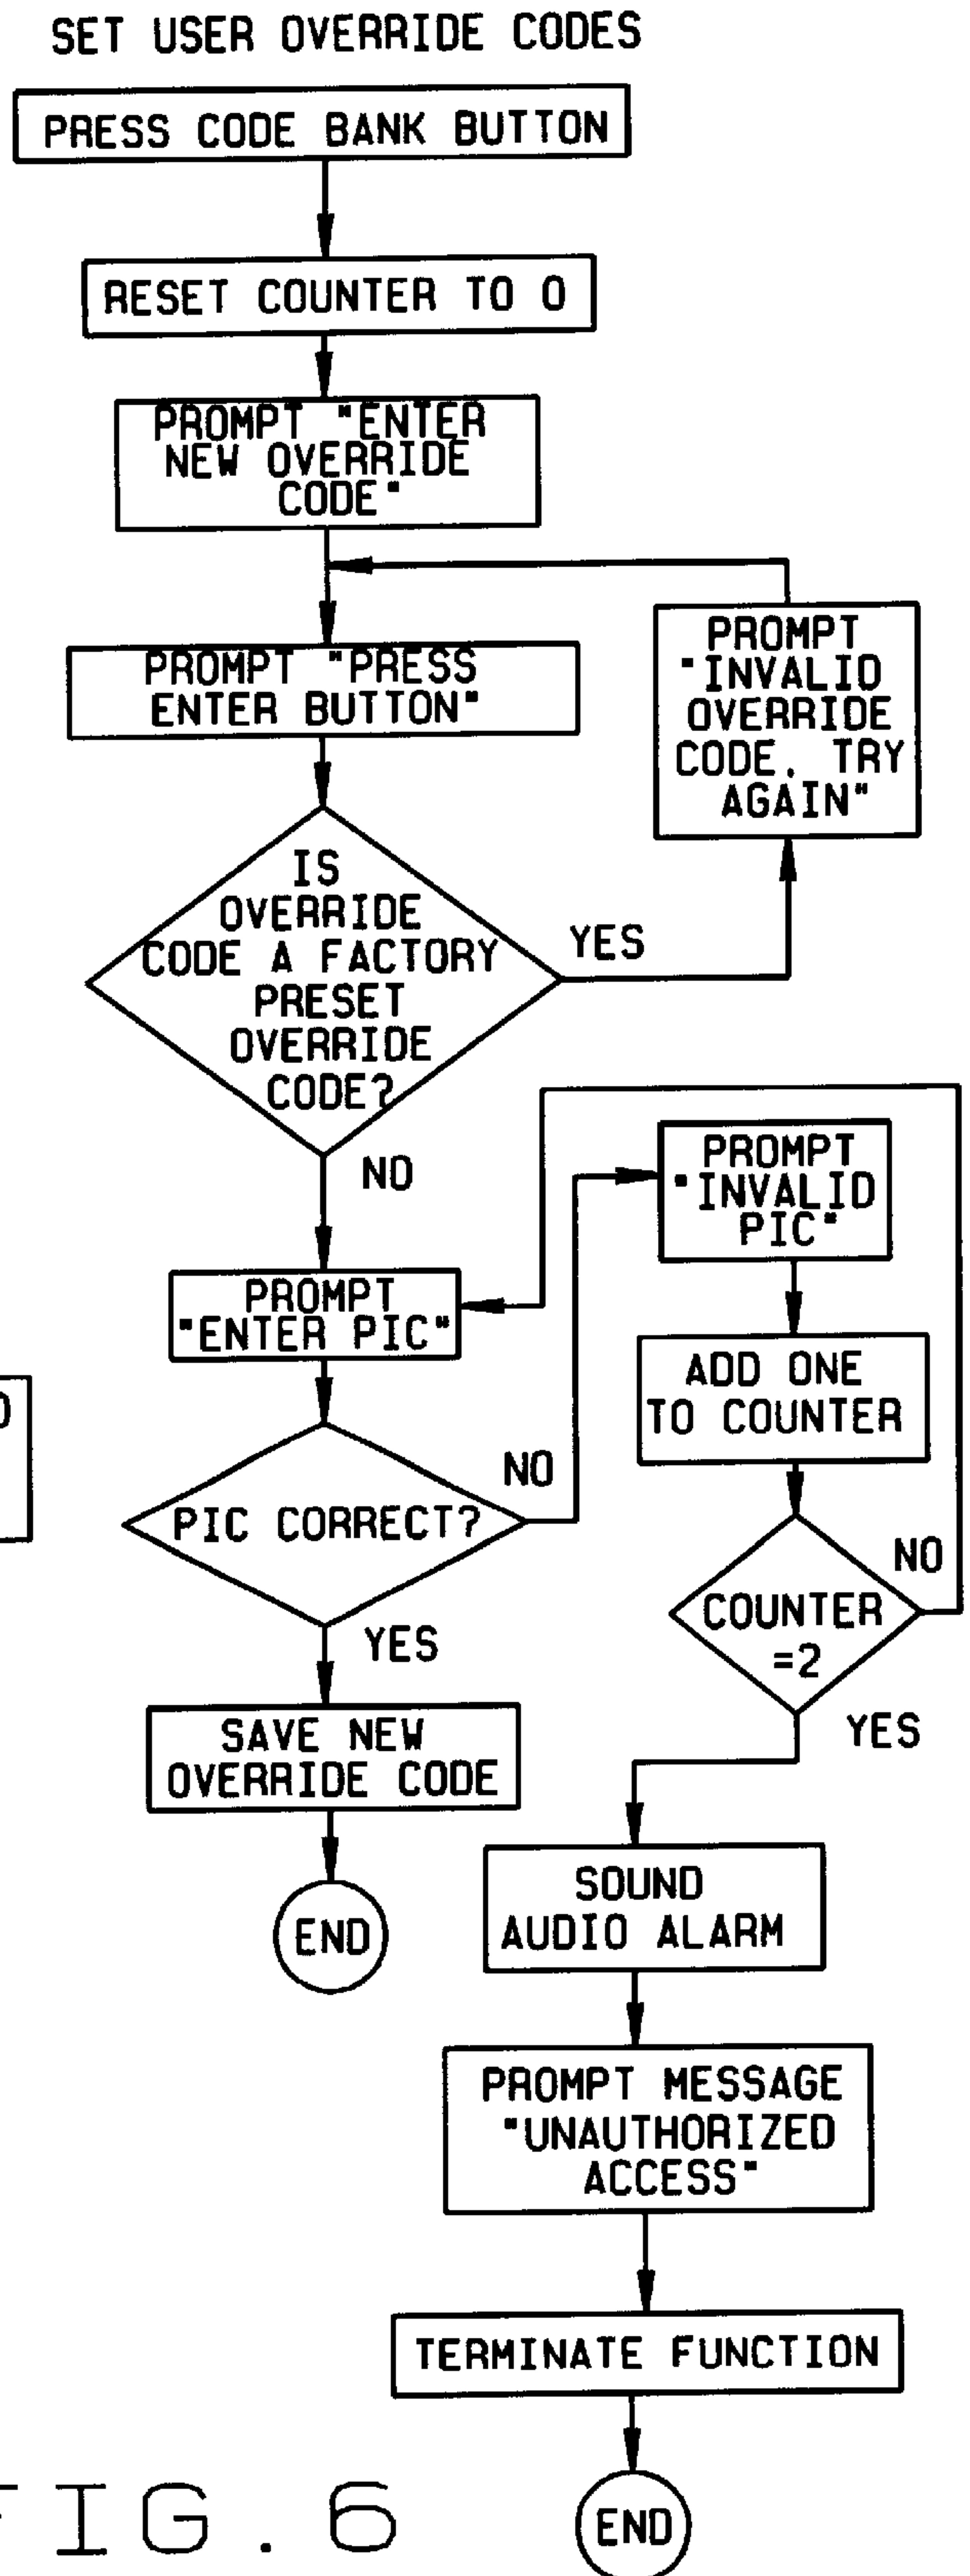 SET USER OVERRIDE CODES
PRESS CODE BANK BUTTON
RESET COUNTER TO 0
PROMPT "ENTER
NEW OVERRIDE
CODE"
PROMPT "PRESS
ENTER BUTTON"
PROMPT
"INVALID
OVERRIDE
CODE. TRY
AGAIN"
IS
OVERRIDE
CODE A FACTORY
PRESET
OVERRIDE
CODE?
YES
NO
PROMPT
"INVALID
PIC"
PROMPT
"ENTER PIC"
ADD ONE
TO COUNTER
PIC CORRECT?
NO
COUNTER
=2
NO
YES
YES
SAVE NEW
OVERRIDE CODE
END
SOUND
AUDIO ALARM
PROMPT MESSAGE
"UNAUTHORIZED
ACCESS"
TERMINATE FUNCTION
END
FIG.6